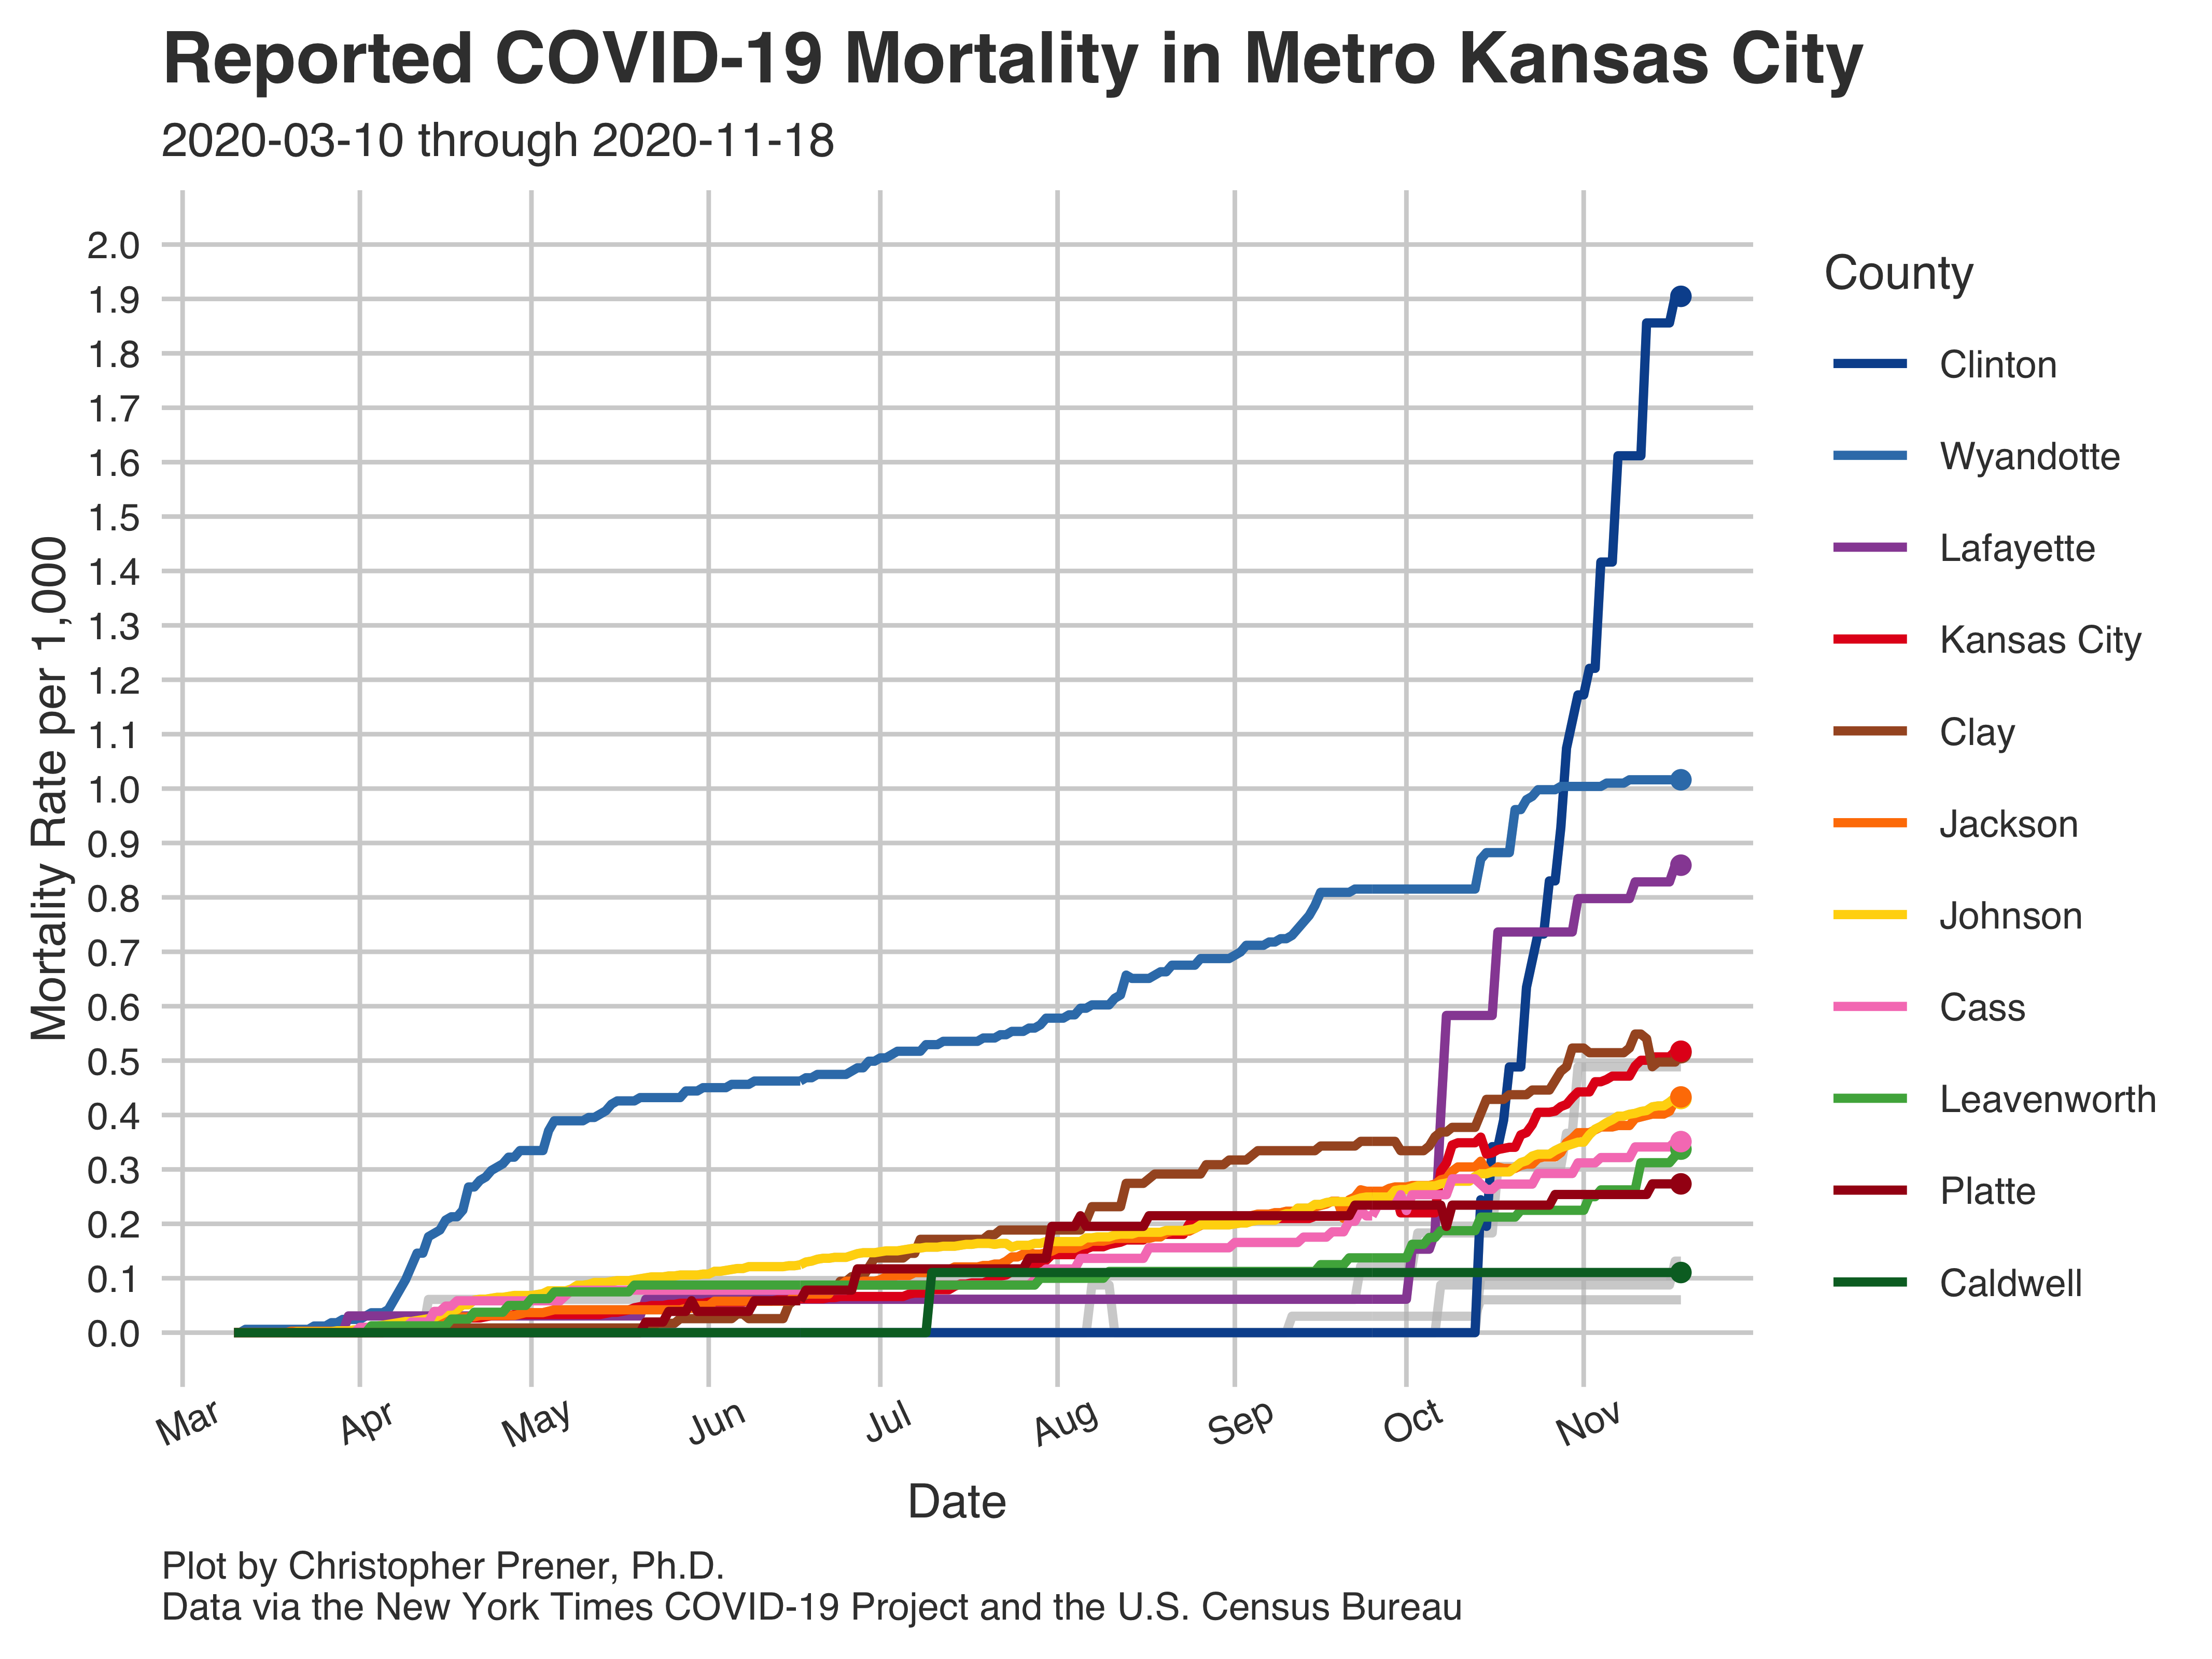 Reported COVID-19 Mortality in Metro Kansas City
2020-03-10 through 2020-11-18
Mortality Rate per 1,000
2.0
1.9
1.8
1.7
1.6
1.5
1.4
1.3
1.2
1.1
1.0
0.9
0.8
0.7
0.6
0.5
0.4
0.3
0.2
0.1
0.0
Mar Apr May Jun Jul Aug Sep Oct Nov
Date
County
Clinton
Wyandotte
Lafayette
Kansas City
Clay
Jackson
Johnson
Cass
Leavenworth
Platte
Caldwell
Plot by Christopher Prener, Ph.D.
Data via the New York Times COVID-19 Project and the U.S. Census Bureau